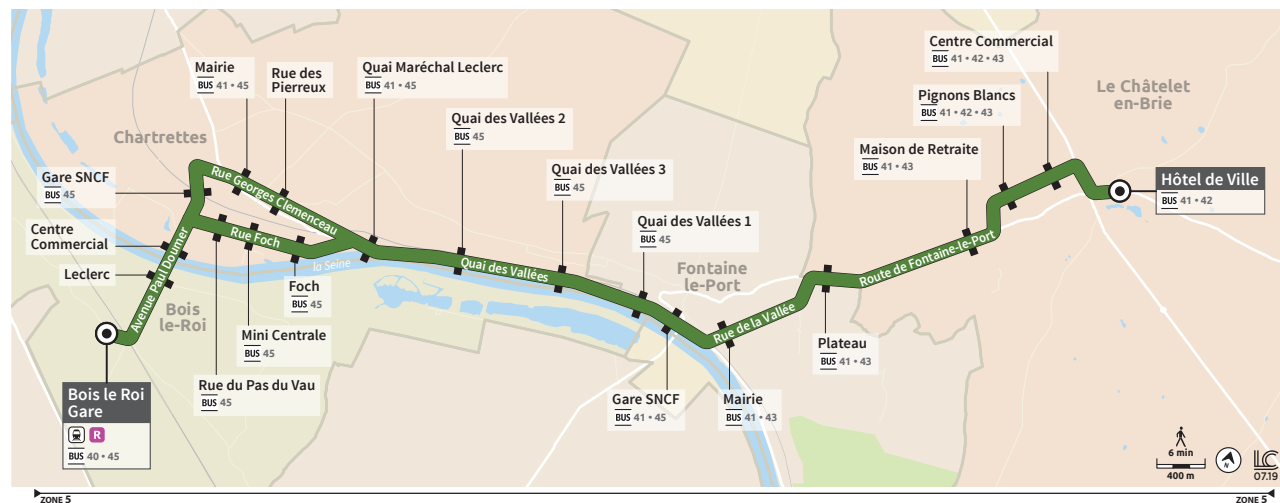 Centre Commercial
BUS 41 • 42 • 43
Mairie
BUS 41 • 45
Rue des
Pierreux
Quai Maréchal Leclerc
BUS 41 • 45
Le Châtelet
en-Brie
Pignons Blancs
BUS 41 • 42 • 43
Quai des Vallées 2
BUS 45
Chartrettes
Maison de Retraite
BUS 41 • 43
Gare SNCF
BUS 45
Rue Georges Clemenceau
Quai des Vallées 3
BUS 45
Hôtel de Ville
BUS 41 • 42
Centre
Commercial
Rue Foch
Quai des Vallées 1
BUS 45
Leclerc
Avenue Paul Doumer
la Seine
Quai des Vallées
Fontaine
le-Port
Route de Fontaine-le-Port
Foch
BUS 45
Bois
le-Roi
Rue de la Vallée
Mini Centrale
BUS 45
Plateau
BUS 41 • 43
Rue du Pas du Vau
BUS 45
Bois le Roi
Gare
R
BUS 40 • 45
Gare SNCF
BUS 41 • 45
Mairie
BUS 41 • 43
6 min
400 m
N
LC
07.19
ZONE 5
ZONE 5